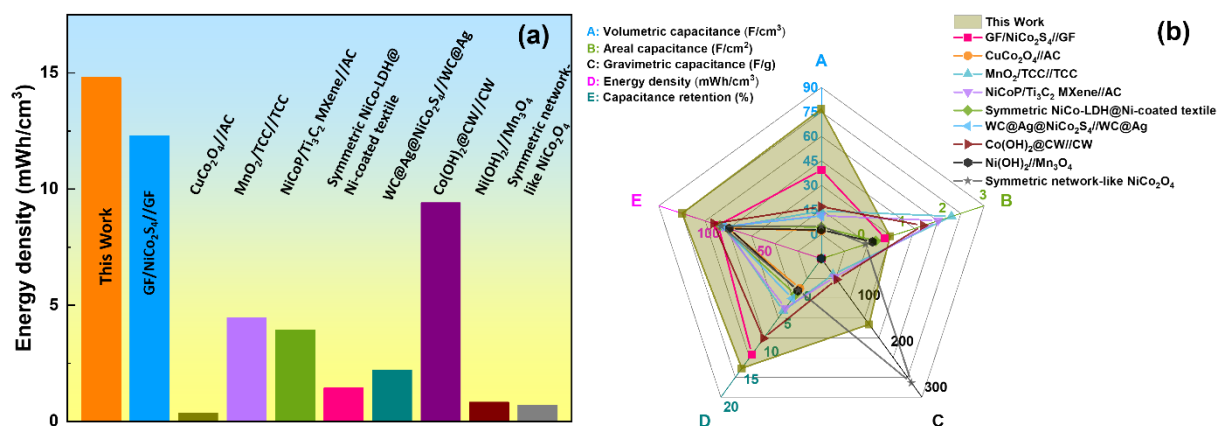 (a)
Energy density (mWh/cm³)
15
10
5
0
This Work
GF/NiCo₂S₄//GF
CuCo₂O₄//AC
MnO₂/TCC//TCC
NiCoP/Ti₃C₂ MXene//AC
Symmetric NiCo-LDH@
Ni-coated textile
WC@Ag@NiCo₂S₄//WC@Ag
Co(OH)₂@CW//CW
Ni(OH)₂//Mn₃O₄
Symmetric network-
like NiCo₂O₄
(b)
A: Volumetric capacitance (F/cm³)
B: Areal capacitance (F/cm²)
C: Gravimetric capacitance (F/g)
D: Energy density (mWh/cm³)
E: Capacitance retention (%)
A
90
75
60
45
30
15
0
B
3
2
1
0
C
300
200
100
D
20
15
10
5
0
E
100
50
This Work
GF/NiCo₂S₄//GF
CuCo₂O₄//AC
MnO₂/TCC//TCC
NiCoP/Ti₃C₂ MXene//AC
Symmetric NiCo-LDH@Ni-coated textile
WC@Ag@NiCo₂S₄//WC@Ag
Co(OH)₂@CW//CW
Ni(OH)₂//Mn₃O₄
Symmetric network-like NiCo₂O₄